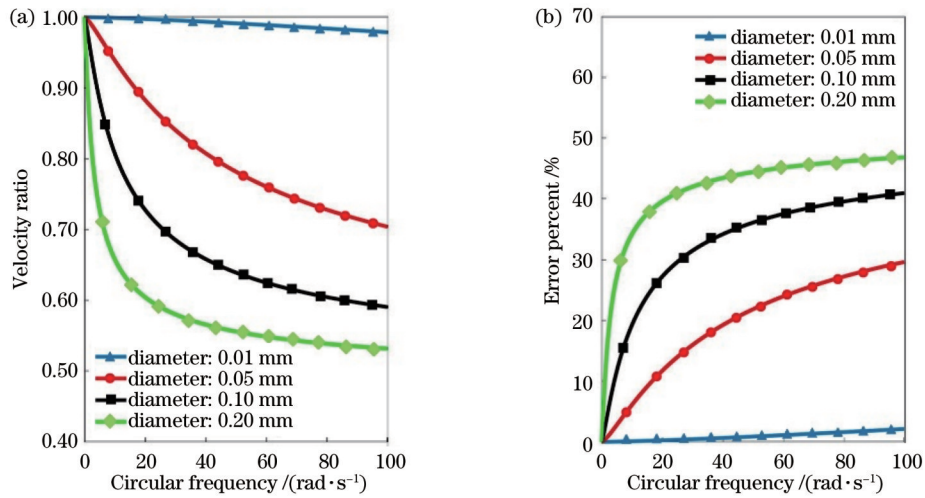 (a)
1.00
0.90
0.80
0.70
0.60
0.50
0.40
Velocity ratio
diameter: 0.01 mm
diameter: 0.05 mm
diameter: 0.10 mm
diameter: 0.20 mm
0 20 40 60 80 100
Circular frequency /(rad·s⁻¹)
(b)
70
60
50
40
30
20
10
0
Error percent /%
diameter: 0.01 mm
diameter: 0.05 mm
diameter: 0.10 mm
diameter: 0.20 mm
0 20 40 60 80 100
Circular frequency /(rad·s⁻¹)